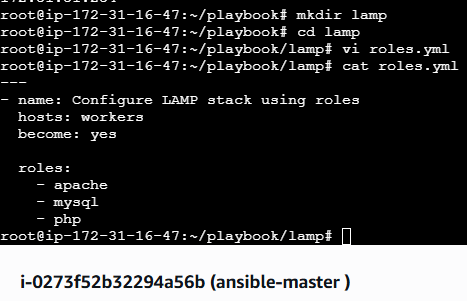 root@ip-172-31-16-47:~/playbook# mkdir lamp
root@ip-172-31-16-47:~/playbook# cd lamp
root@ip-172-31-16-47:~/playbook/lamp# vi roles.yml
root@ip-172-31-16-47:~/playbook/lamp# cat roles.yml
---
- name: Configure LAMP stack using roles
  hosts: workers
  become: yes

  roles:
    - apache
    - mysql
    - php
root@ip-172-31-16-47:~/playbook/lamp#
i-0273f52b32294a56b (ansible-master )